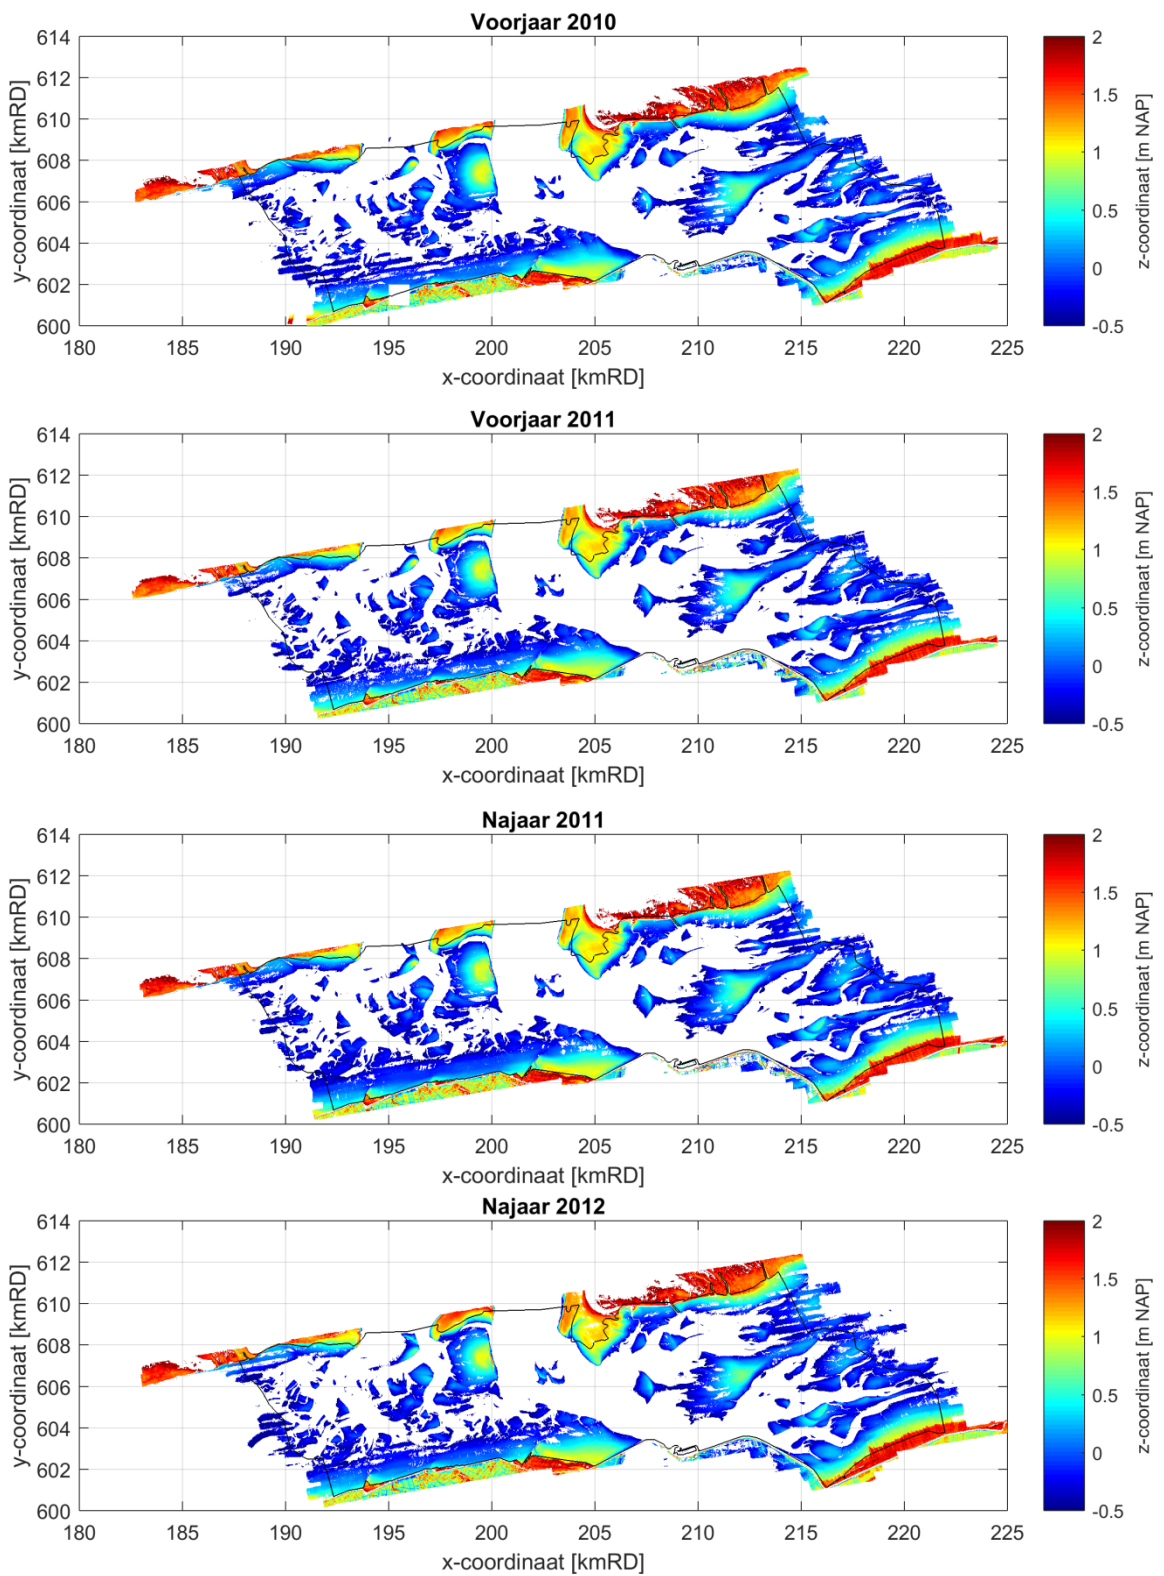 Voorjaar 2010
614
612
610
608
606
604
602
600
y-coordinaat [kmRD]
180 185 190 195 200 205 210 215 220 225
x-coordinaat [kmRD]
2
1.5
1
0.5
0
-0.5
z-coordinaat [m NAP]
Voorjaar 2011
614
612
610
608
606
604
602
600
y-coordinaat [kmRD]
180 185 190 195 200 205 210 215 220 225
x-coordinaat [kmRD]
2
1.5
1
0.5
0
-0.5
z-coordinaat [m NAP]
Najaar 2011
614
612
610
608
606
604
602
600
y-coordinaat [kmRD]
180 185 190 195 200 205 210 215 220 225
x-coordinaat [kmRD]
2
1.5
1
0.5
0
-0.5
z-coordinaat [m NAP]
Najaar 2012
614
612
610
608
606
604
602
600
y-coordinaat [kmRD]
180 185 190 195 200 205 210 215 220 225
x-coordinaat [kmRD]
2
1.5
1
0.5
0
-0.5
z-coordinaat [m NAP]